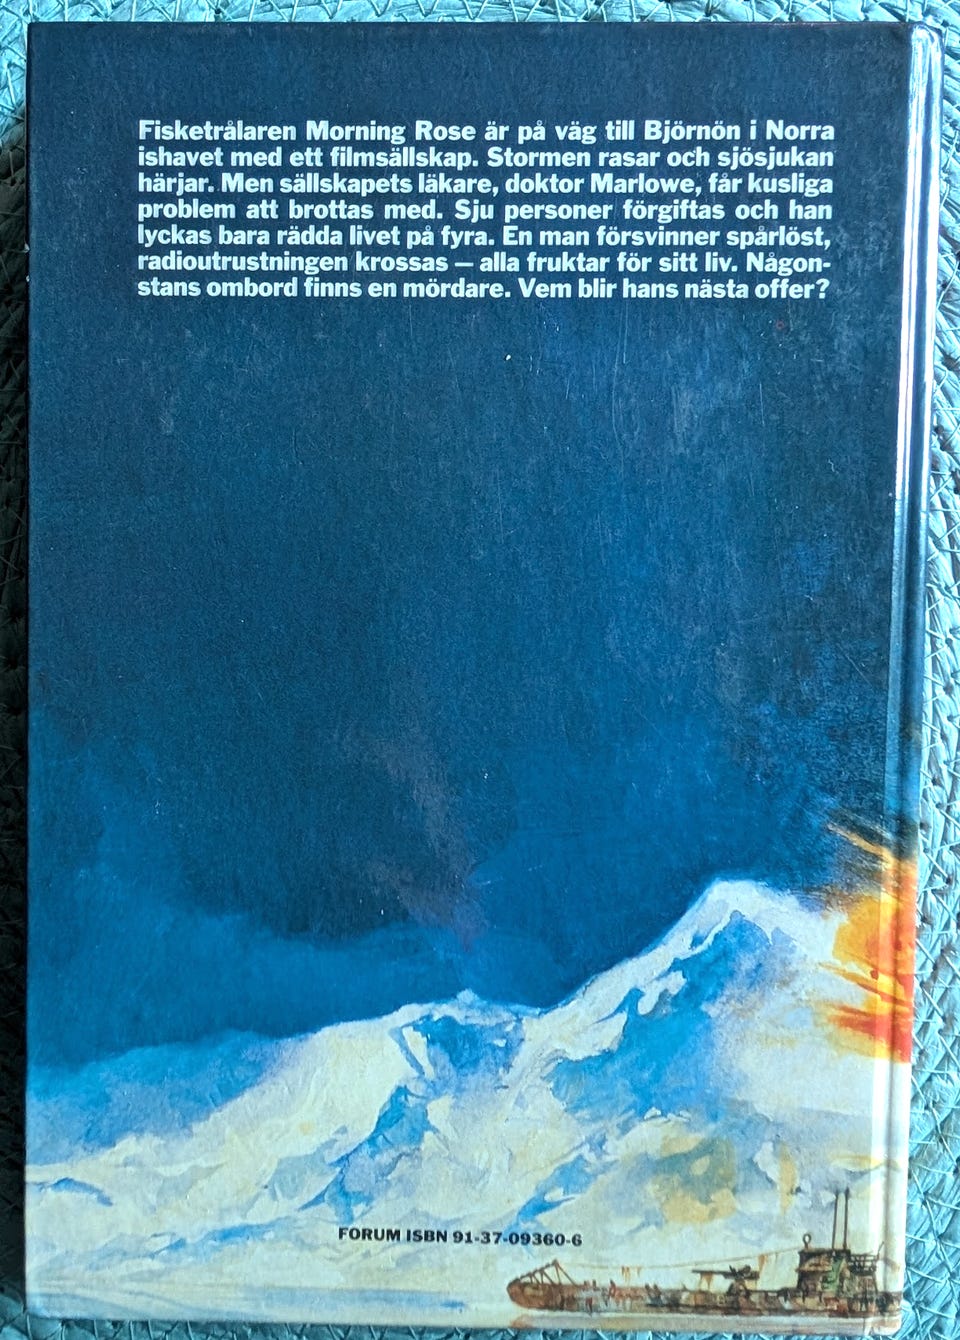 Fisketrålaren Morning Rose är på väg till Björnön i Norra
ishavet med ett filmsällskap. Stormen rasar och sjösjukan
härjar. Men sällskapets läkare, doktor Marlowe, får kusliga
problem att brottas med. Sju personer förgiftas och han
lyckas bara rädda livet på fyra. En man försvinner spårlöst,
radioutrustningen krossas – alla fruktar för sitt liv. Någon-
stans ombord finns en mördare. Vem blir hans nästa offer?
FORUM ISBN 91-37-09360-6